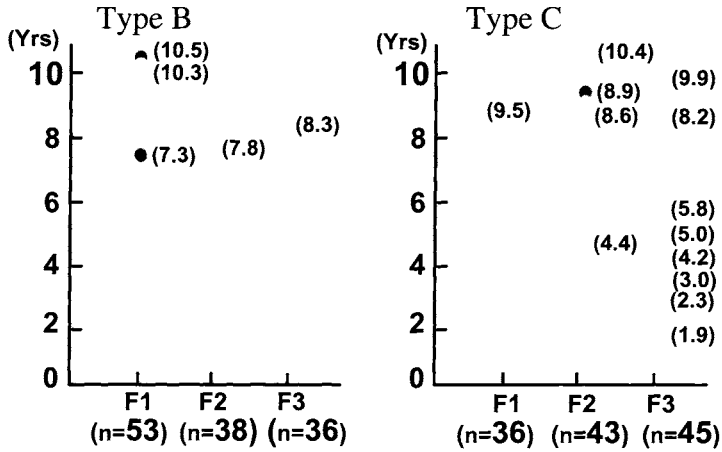 Type B
(Yrs)
10
8
6
4
2
0
(10.5)
(10.3)
(7.3)
(7.8)
(8.3)
F1
F2
F3
(n=53)
(n=38)
(n=36)
Type C
(Yrs)
10
8
6
4
2
0
(9.5)
(10.4)
(8.9)
(8.6)
(4.4)
(9.9)
(8.2)
(5.8)
(5.0)
(4.2)
(3.0)
(2.3)
(1.9)
F1
F2
F3
(n=36)
(n=43)
(n=45)